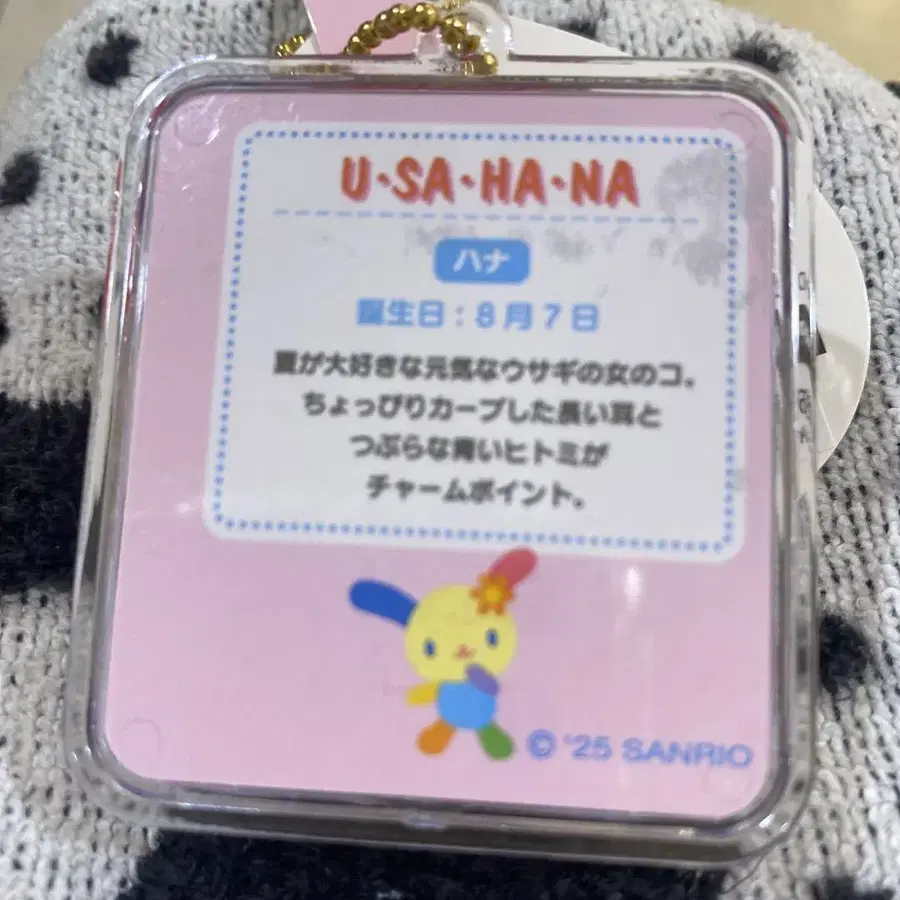 U・SA・HA・NA
ハナ
誕生日：8月7日
夏が大好きな元気なウサギの女のコ。
ちょっぴりカーブした長い耳と
つぶらな青いヒトミが
チャームポイント。
© '25 SANRIO